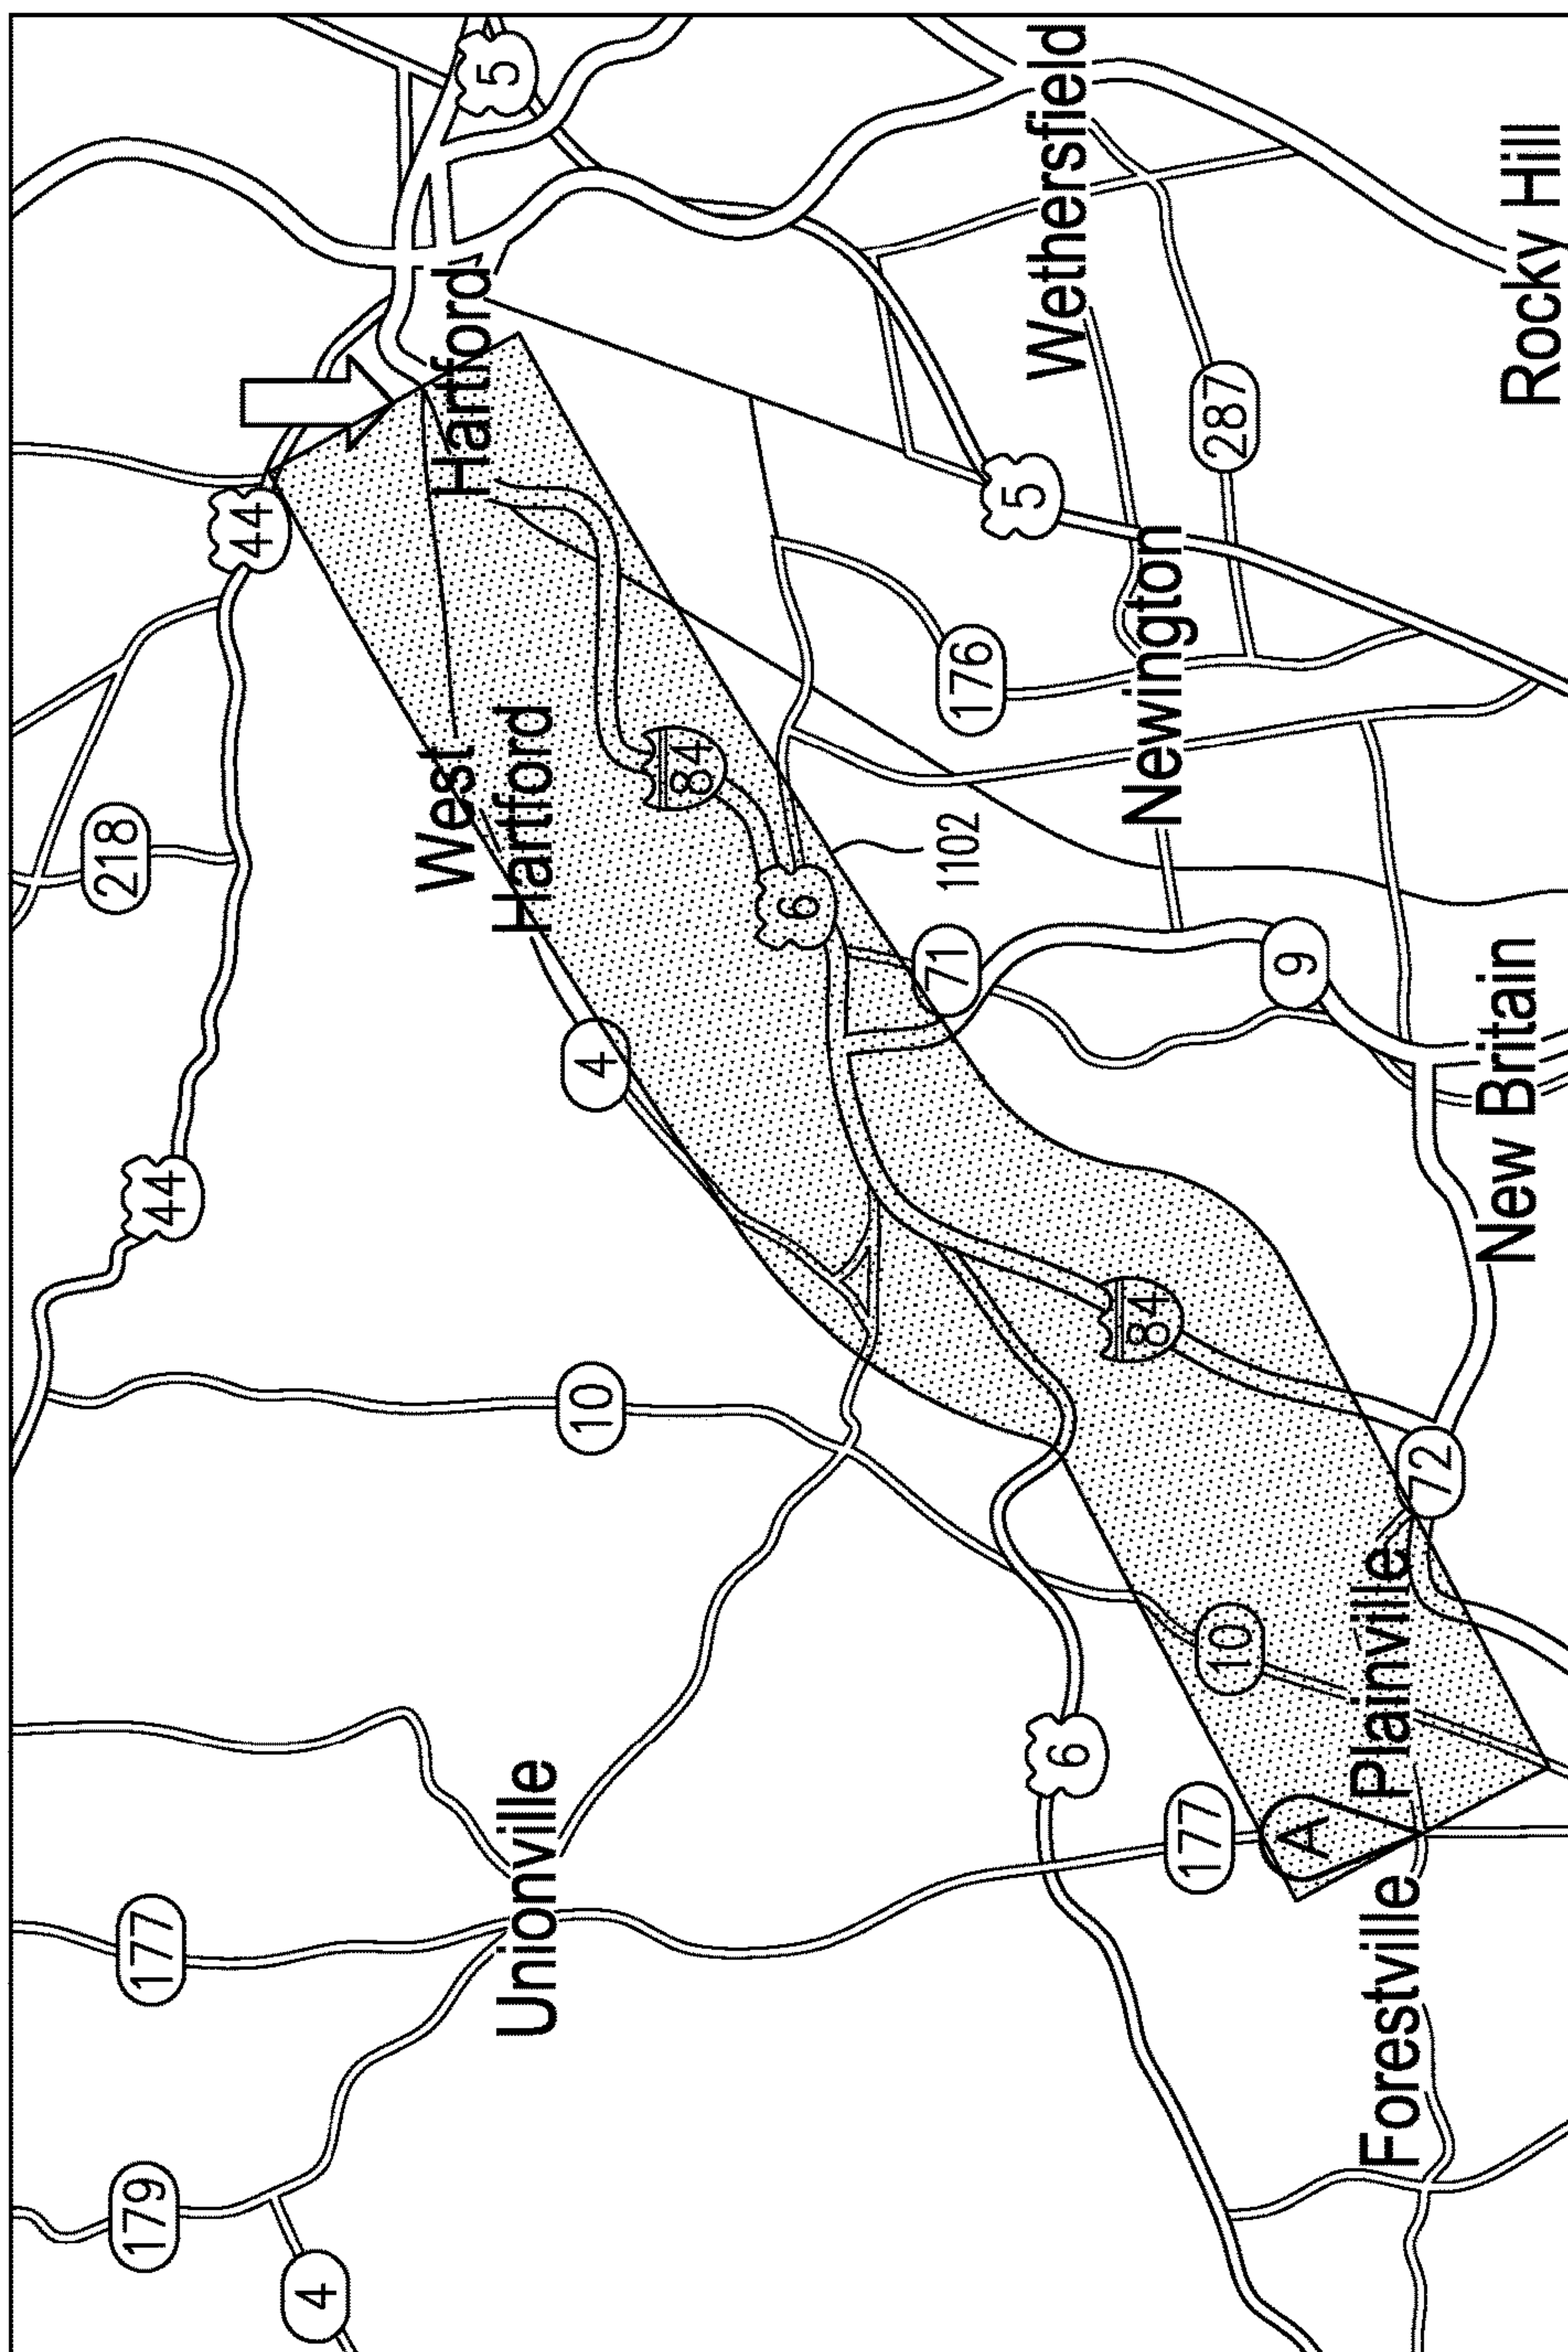 179
4
177
Unionville
44
10
218
44
4
West
Hartford
Hartford
5
84
6
1102
71
176
5
Wethersfield
287
Newington
Rocky Hill
9
New Britain
84
72
6
10
177
A
Plainville
Forestville